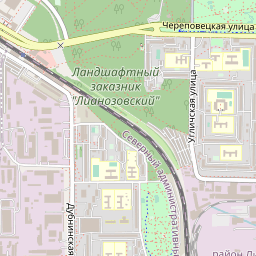 Череповецкая улица
Ландшафтный
заказник
"Лианозовский"
Угличская улица
Северный административный
Дубнинская
район